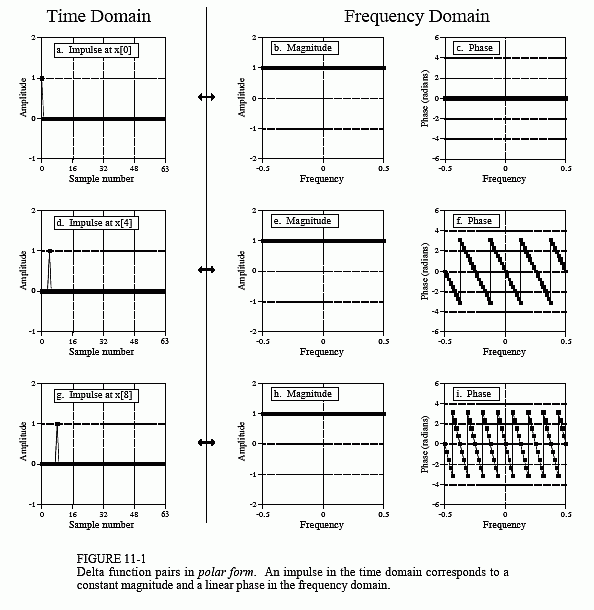 Time Domain
Frequency Domain
a. Impulse at x[0]
b. Magnitude
c. Phase
2
1
0
-1
0 16 32 48 63
Sample number
Amplitude
2
1
0
-1
-2
-0.5 0 0.5
Frequency
Amplitude
6
4
2
0
-2
-4
-6
-0.5 0 0.5
Frequency
Phase (radians)
d. Impulse at x[4]
e. Magnitude
f. Phase
2
1
0
-1
0 16 32 48 63
Sample number
Amplitude
2
1
0
-1
-2
-0.5 0 0.5
Frequency
Amplitude
6
4
2
0
-2
-4
-6
-0.5 0 0.5
Frequency
Phase (radians)
g. Impulse at x[8]
h. Magnitude
i. Phase
2
1
0
-1
0 16 32 48 63
Sample number
Amplitude
2
1
0
-1
-2
-0.5 0 0.5
Frequency
Amplitude
6
4
2
0
-2
-4
-6
-0.5 0 0.5
Frequency
Phase (radians)
FIGURE 11-1
Delta function pairs in polar form. An impulse in the time domain corresponds to a
constant magnitude and a linear phase in the frequency domain.